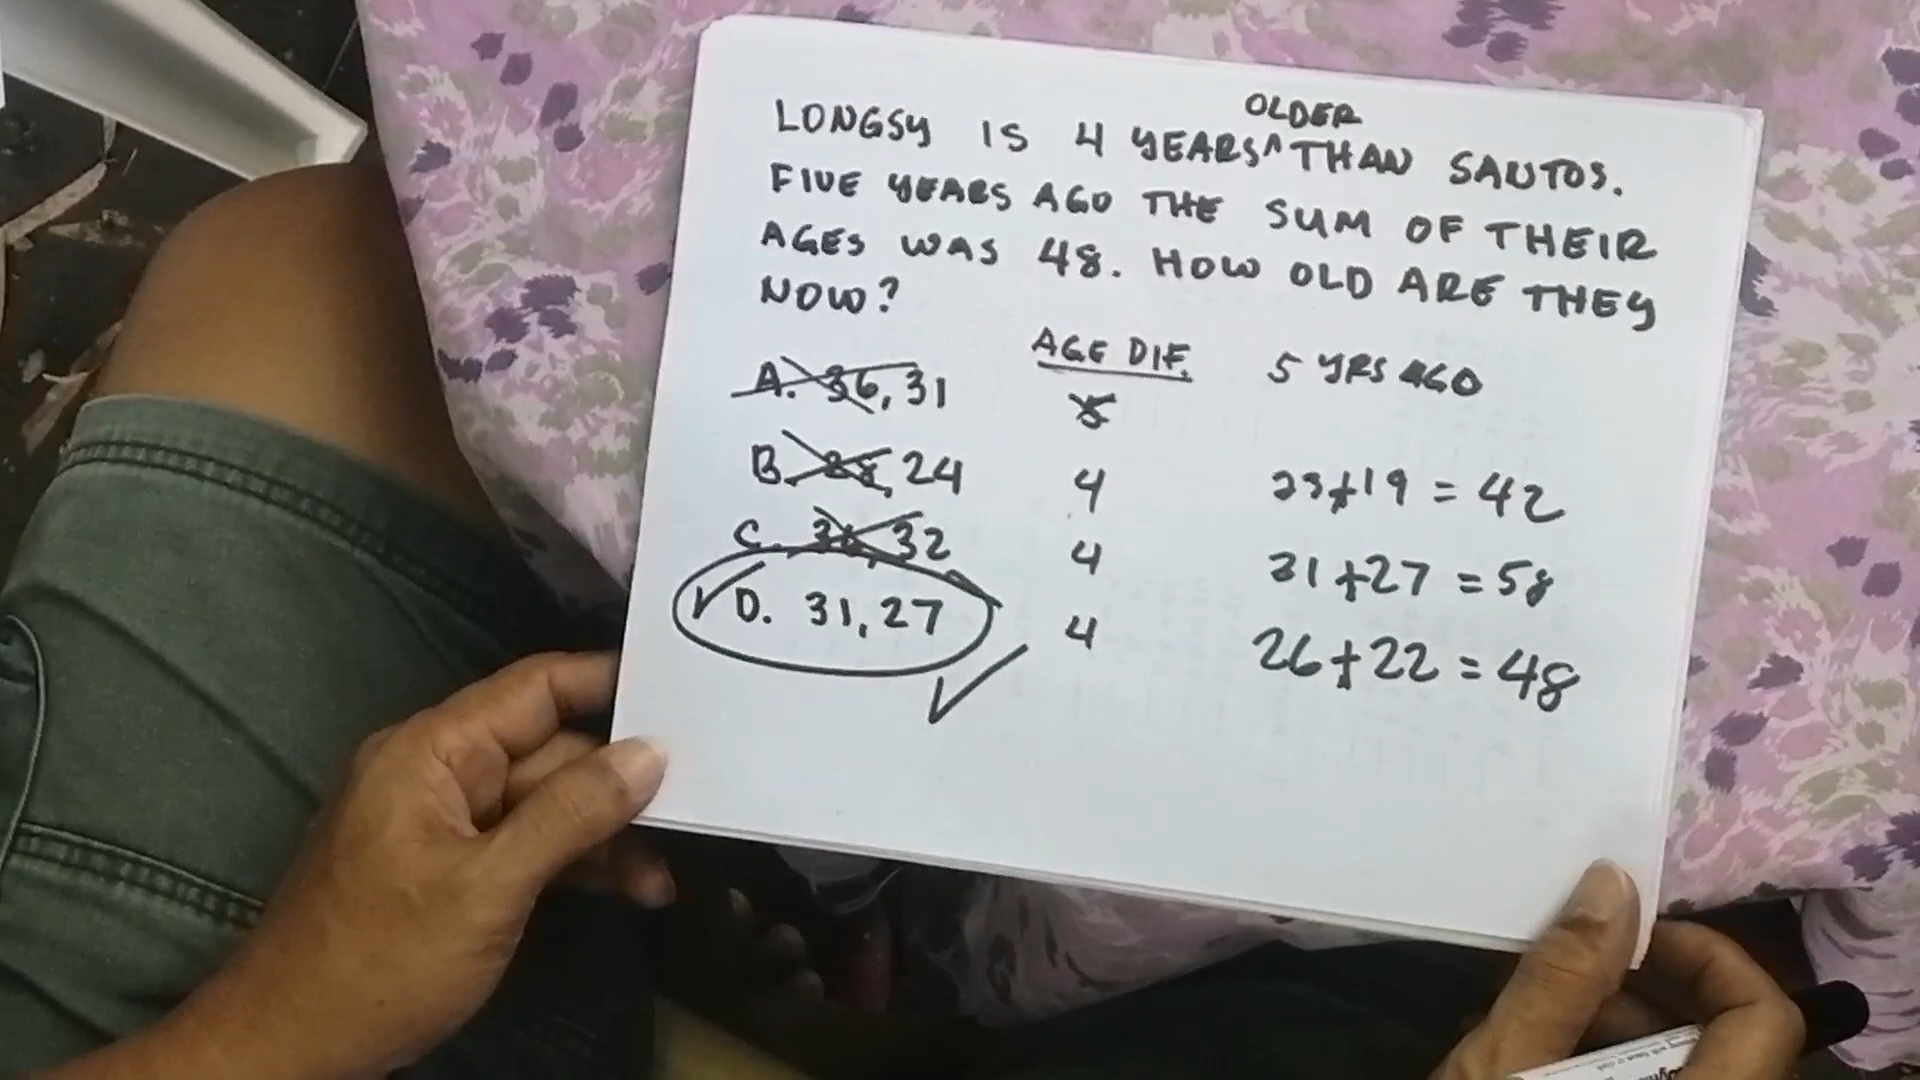 OLDER
LONGSY IS 4 YEARS^THAN SANTOS.
FIVE YEARS AGO THE SUM OF THEIR
AGES WAS 48. HOW OLD ARE THEY
NOW?
AGE DIF. 5 YRS AGO
A. 36, 31 5
B. 28, 24 4 23+19 = 42
C. 36, 32 4 31+27 = 58
✓ D. 31, 27 ✓ 4 26+22 = 48